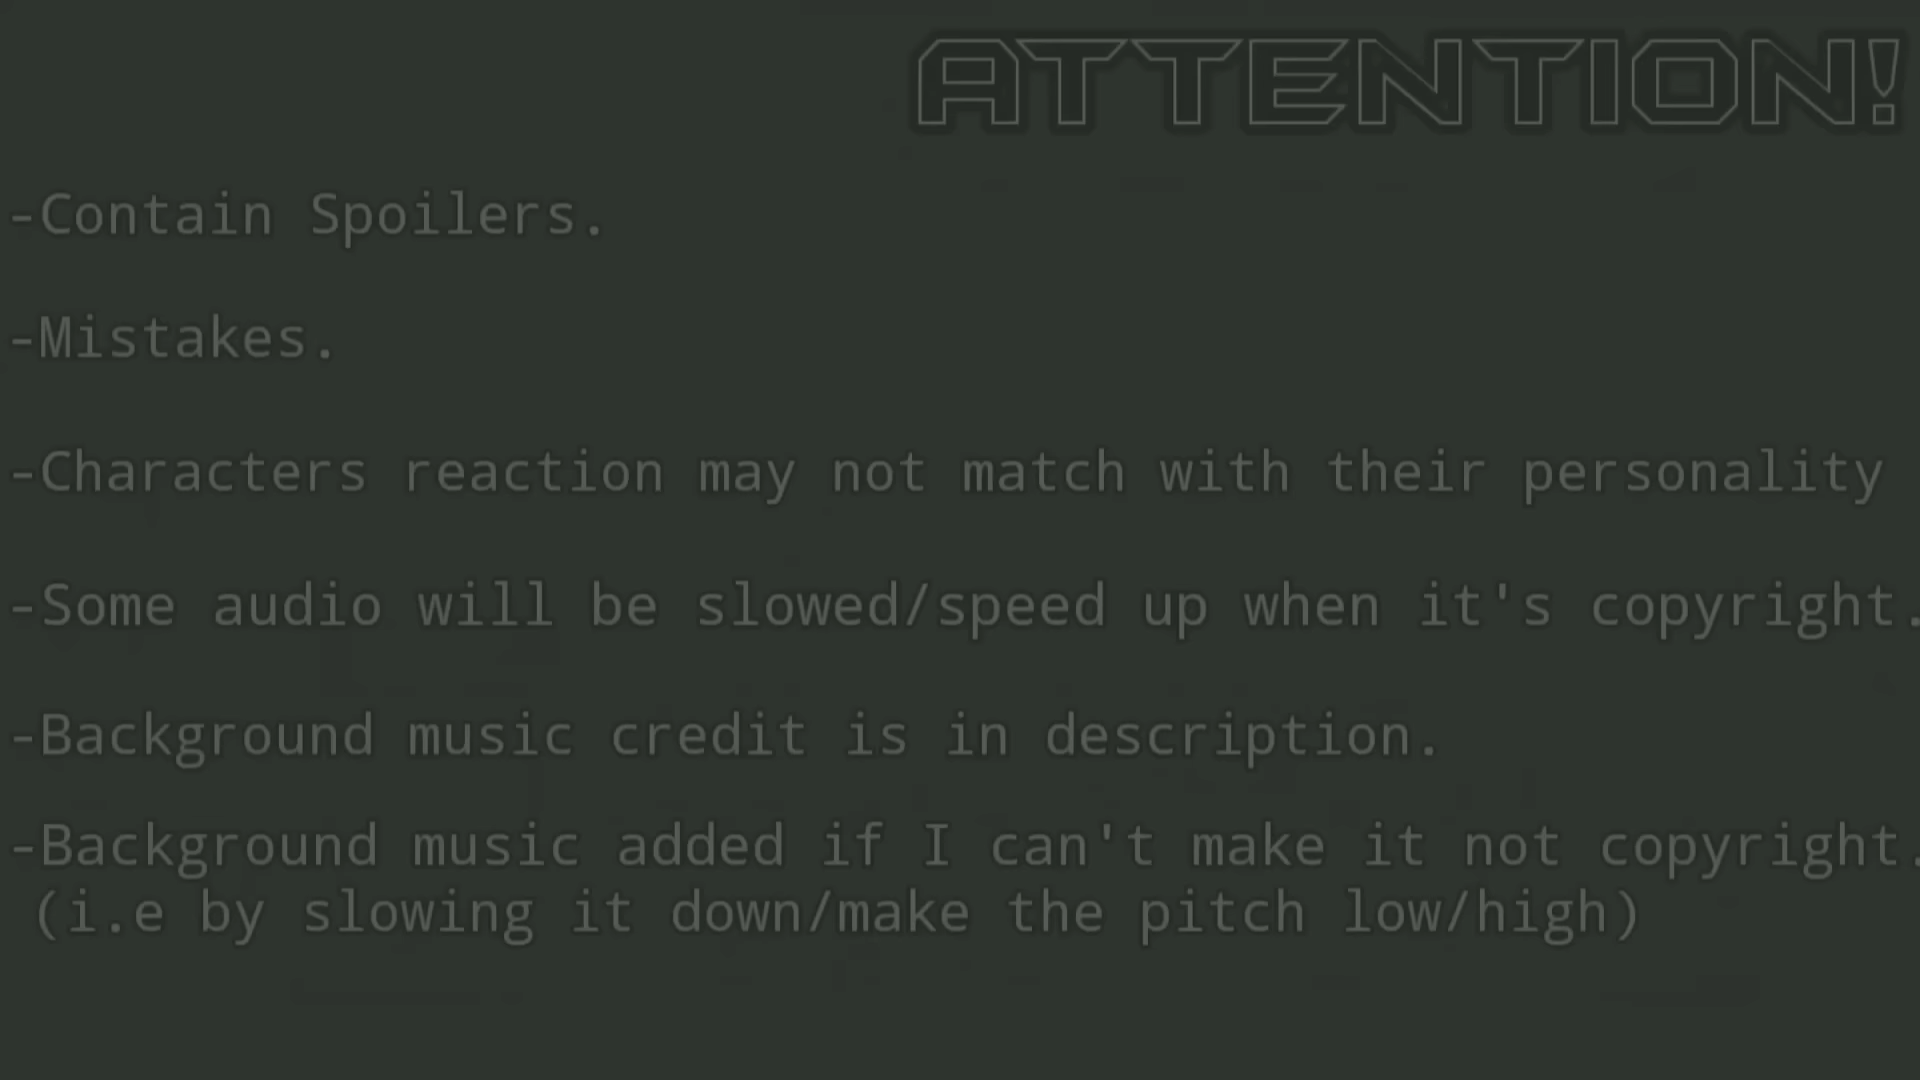 ATTENTION!
-Contain Spoilers.
-Mistakes.
-Characters reaction may not match with their personality
-Some audio will be slowed/speed up when it's copyright.
-Background music credit is in description.
-Background music added if I can't make it not copyright.
(i.e by slowing it down/make the pitch low/high)